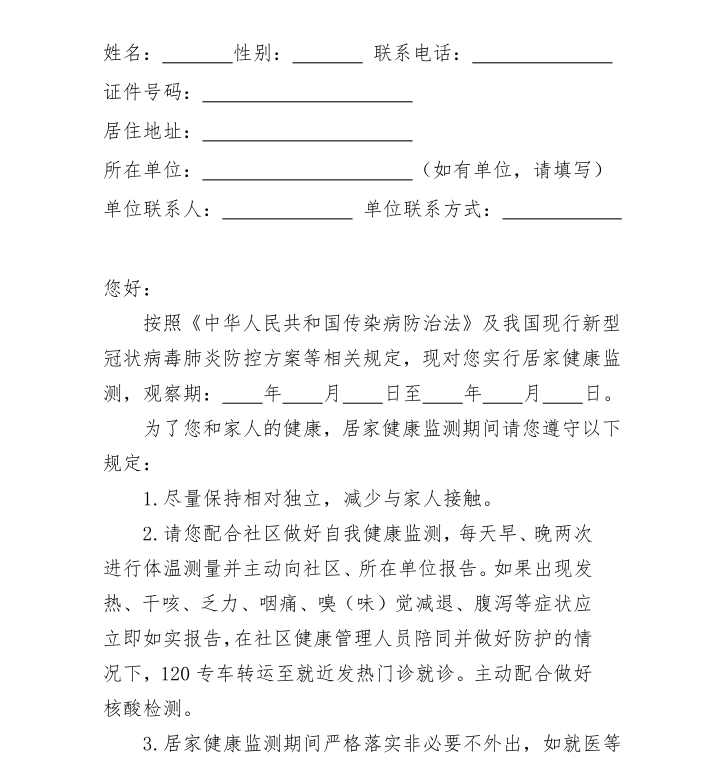 姓名：_______性别：_______ 联系电话：______________
证件号码：_____________________
居住地址：_____________________
所在单位：_____________________（如有单位，请填写）
单位联系人：_____________ 单位联系方式：____________
您好：
按照《中华人民共和国传染病防治法》及我国现行新型
冠状病毒肺炎防控方案等相关规定，现对您实行居家健康监
测，观察期：____年____月____日至____年____月____日。
为了您和家人的健康，居家健康监测期间请您遵守以下
规定：
1.尽量保持相对独立，减少与家人接触。
2.请您配合社区做好自我健康监测，每天早、晚两次
进行体温测量并主动向社区、所在单位报告。如果出现发
热、干咳、乏力、咽痛、嗅（味）觉减退、腹泻等症状应
立即如实报告，在社区健康管理人员陪同并做好防护的情
况下，120 专车转运至就近发热门诊就诊。主动配合做好
核酸检测。
3.居家健康监测期间严格落实非必要不外出，如就医等